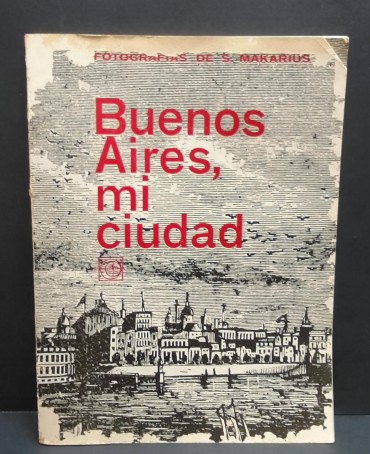 FOTOGRAFIAS DE S. MAKARIUS
Buenos
Aires,
mi
ciudad